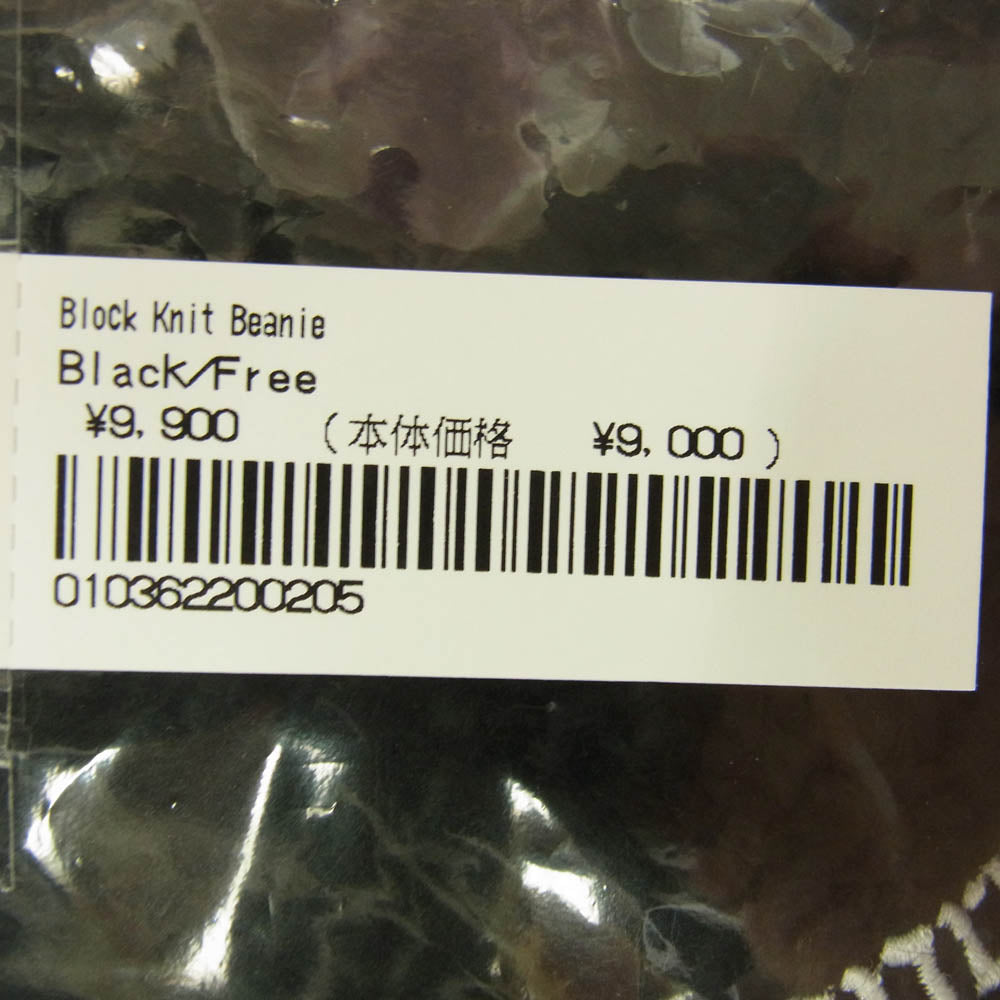 Block Knit Beanie
Black/Free
¥9,900 (本体価格 ¥9,000)
010362200205